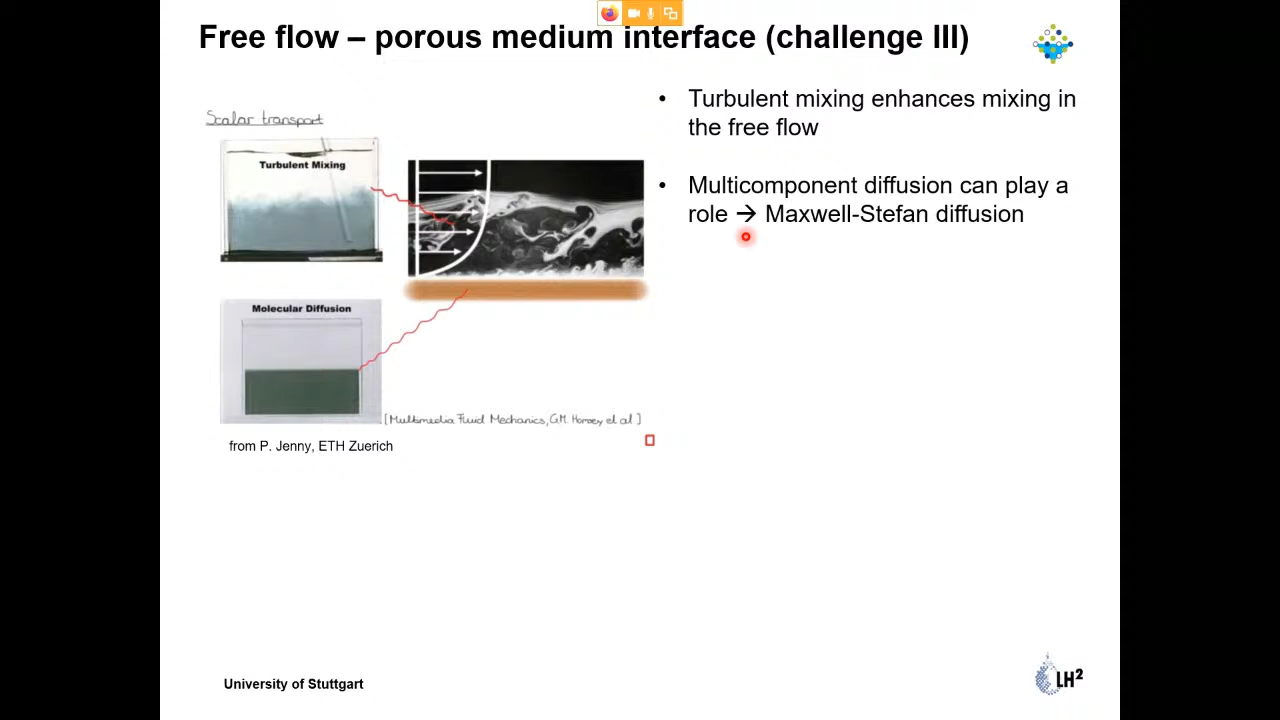 Free flow – porous medium interface (challenge III)
Scalar transport
Turbulent Mixing
Molecular Diffusion
[Multimedia Fluid Mechanics, G.M. Homsey et al]
from P. Jenny, ETH Zuerich
• Turbulent mixing enhances mixing in
the free flow
• Multicomponent diffusion can play a
role → Maxwell-Stefan diffusion
University of Stuttgart
LH²